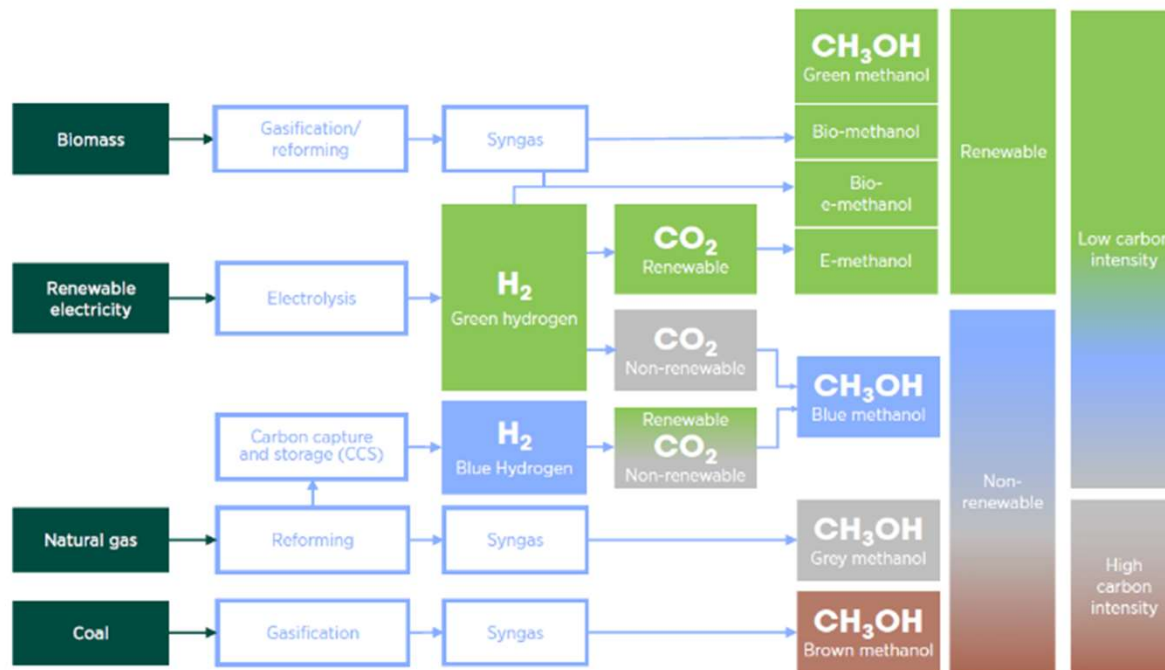 CH₃OH
Green methanol
Biomass
Gasification/
reforming
Syngas
Bio-methanol
Renewable
Bio-
e-methanol
Low carbon
intensity
Renewable
electricity
Electrolysis
H₂
Green hydrogen
CO₂
Renewable
E-methanol
CO₂
Non-renewable
CH₃OH
Blue methanol
Carbon capture
and storage (CCS)
H₂
Blue Hydrogen
Renewable
CO₂
Non-renewable
Non-
renewable
Natural gas
Reforming
Syngas
CH₃OH
Grey methanol
High
carbon
intensity
Coal
Gasification
Syngas
CH₃OH
Brown methanol